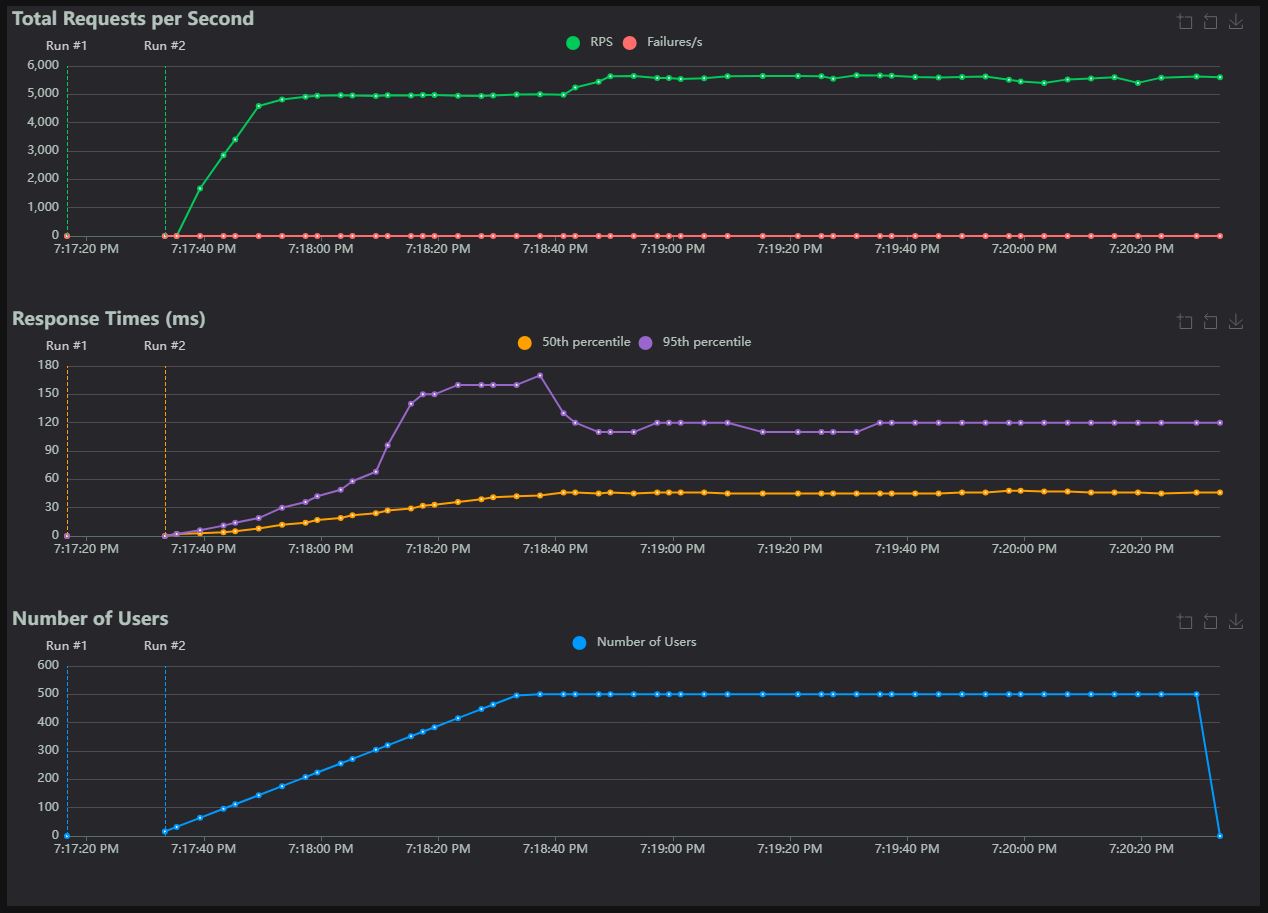 Total Requests per Second
Run #1 Run #2
RPS Failures/s
6,000
5,000
4,000
3,000
2,000
1,000
0
7:17:20 PM 7:17:40 PM 7:18:00 PM 7:18:20 PM 7:18:40 PM 7:19:00 PM 7:19:20 PM 7:19:40 PM 7:20:00 PM 7:20:20 PM
Response Times (ms)
Run #1 Run #2
50th percentile 95th percentile
180
150
120
90
60
30
0
7:17:20 PM 7:17:40 PM 7:18:00 PM 7:18:20 PM 7:18:40 PM 7:19:00 PM 7:19:20 PM 7:19:40 PM 7:20:00 PM 7:20:20 PM
Number of Users
Run #1 Run #2
Number of Users
600
500
400
300
200
100
0
7:17:20 PM 7:17:40 PM 7:18:00 PM 7:18:20 PM 7:18:40 PM 7:19:00 PM 7:19:20 PM 7:19:40 PM 7:20:00 PM 7:20:20 PM